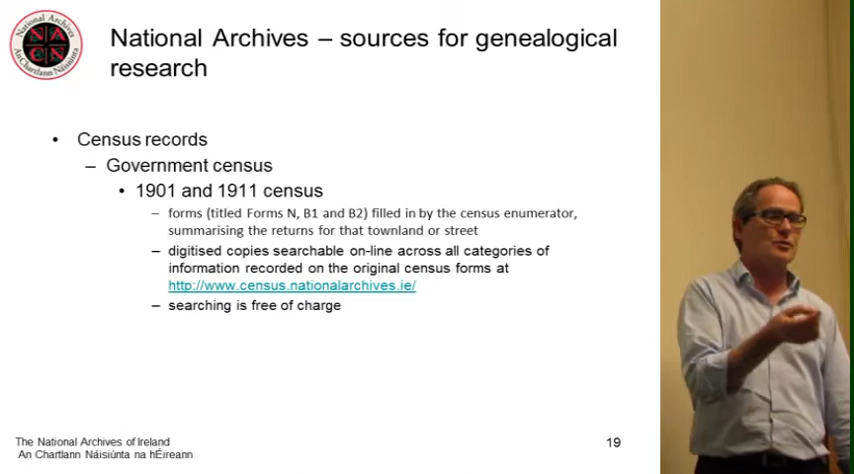 National Archives – sources for genealogical
research
• Census records
– Government census
• 1901 and 1911 census
– forms (titled Forms N, B1 and B2) filled in by the census enumerator,
summarising the returns for that townland or street
– digitised copies searchable on-line across all categories of
information recorded on the original census forms at
http://www.census.nationalarchives.ie/
– searching is free of charge
The National Archives of Ireland
An Chartlann Náisiúnta na hÉireann
19